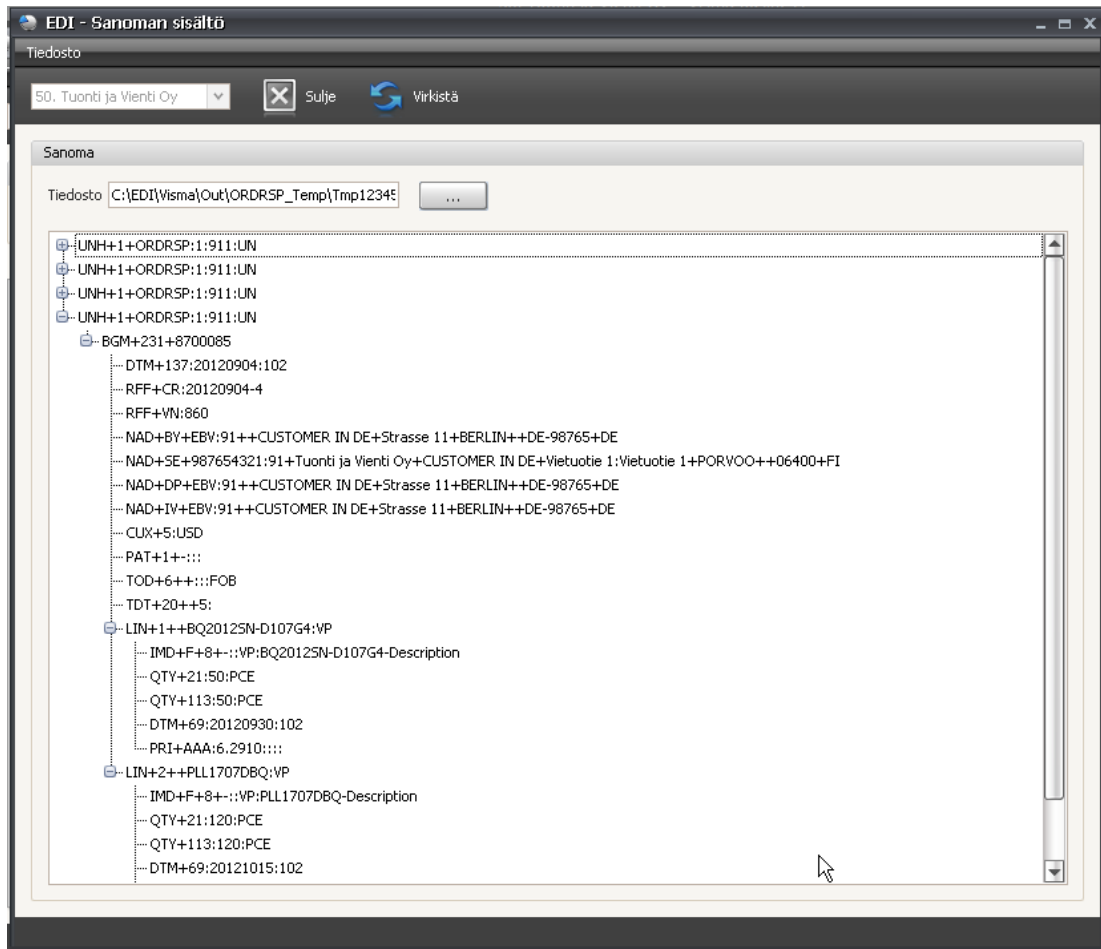 EDI - Sanoman sisältö
Tiedosto
50. Tuonti ja Vienti Oy
Sulje
Virkistä
Sanoma
Tiedosto C:\EDI\Visma\Out\ORDRSP_Temp\Tmp12345 ...
UNH+1+ORDRSP:1:911:UN
UNH+1+ORDRSP:1:911:UN
UNH+1+ORDRSP:1:911:UN
UNH+1+ORDRSP:1:911:UN
BGM+231+8700085
DTM+137:20120904:102
RFF+CR:20120904-4
RFF+VN:860
NAD+BY+EBV:91++CUSTOMER IN DE+Strasse 11+BERLIN++DE-98765+DE
NAD+SE+987654321:91+Tuonti ja Vienti Oy+CUSTOMER IN DE+Vietuotie 1:Vietuotie 1+PORVOO++06400+FI
NAD+DP+EBV:91++CUSTOMER IN DE+Strasse 11+BERLIN++DE-98765+DE
NAD+IV+EBV:91++CUSTOMER IN DE+Strasse 11+BERLIN++DE-98765+DE
CUX+5:USD
PAT+1+-:::
TOD+6++:::FOB
TDT+20++5:
LIN+1++BQ2012SN-D107G4:VP
IMD+F+8+-::VP:BQ2012SN-D107G4-Description
QTY+21:50:PCE
QTY+113:50:PCE
DTM+69:20120930:102
PRI+AAA:6.2910::::
LIN+2++PLL1707DBQ:VP
IMD+F+8+-::VP:PLL1707DBQ-Description
QTY+21:120:PCE
QTY+113:120:PCE
DTM+69:20121015:102